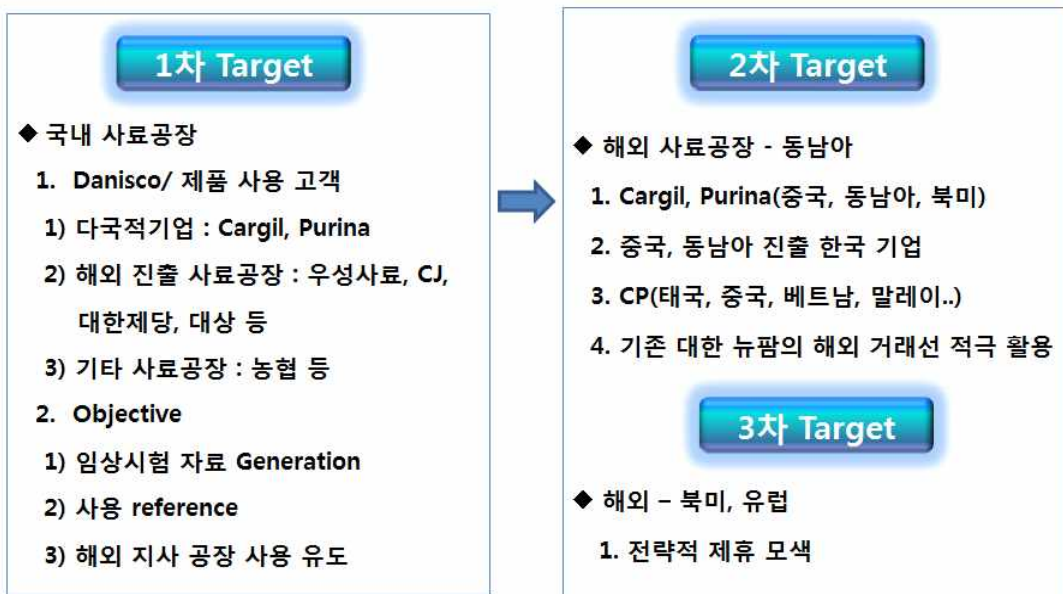 1차 Target
◆ 국내 사료공장
1. Danisco/ 제품 사용 고객
1) 다국적기업 : Cargil, Purina
2) 해외 진출 사료공장 : 우성사료, CJ,
대한제당, 대상 등
3) 기타 사료공장 : 농협 등
2. Objective
1) 임상시험 자료 Generation
2) 사용 reference
3) 해외 지사 공장 사용 유도
2차 Target
◆ 해외 사료공장 - 동남아
1. Cargil, Purina(중국, 동남아, 북미)
2. 중국, 동남아 진출 한국 기업
3. CP(태국, 중국, 베트남, 말레이..)
4. 기존 대한 뉴팜의 해외 거래선 적극 활용
3차 Target
◆ 해외 – 북미, 유럽
1. 전략적 제휴 모색